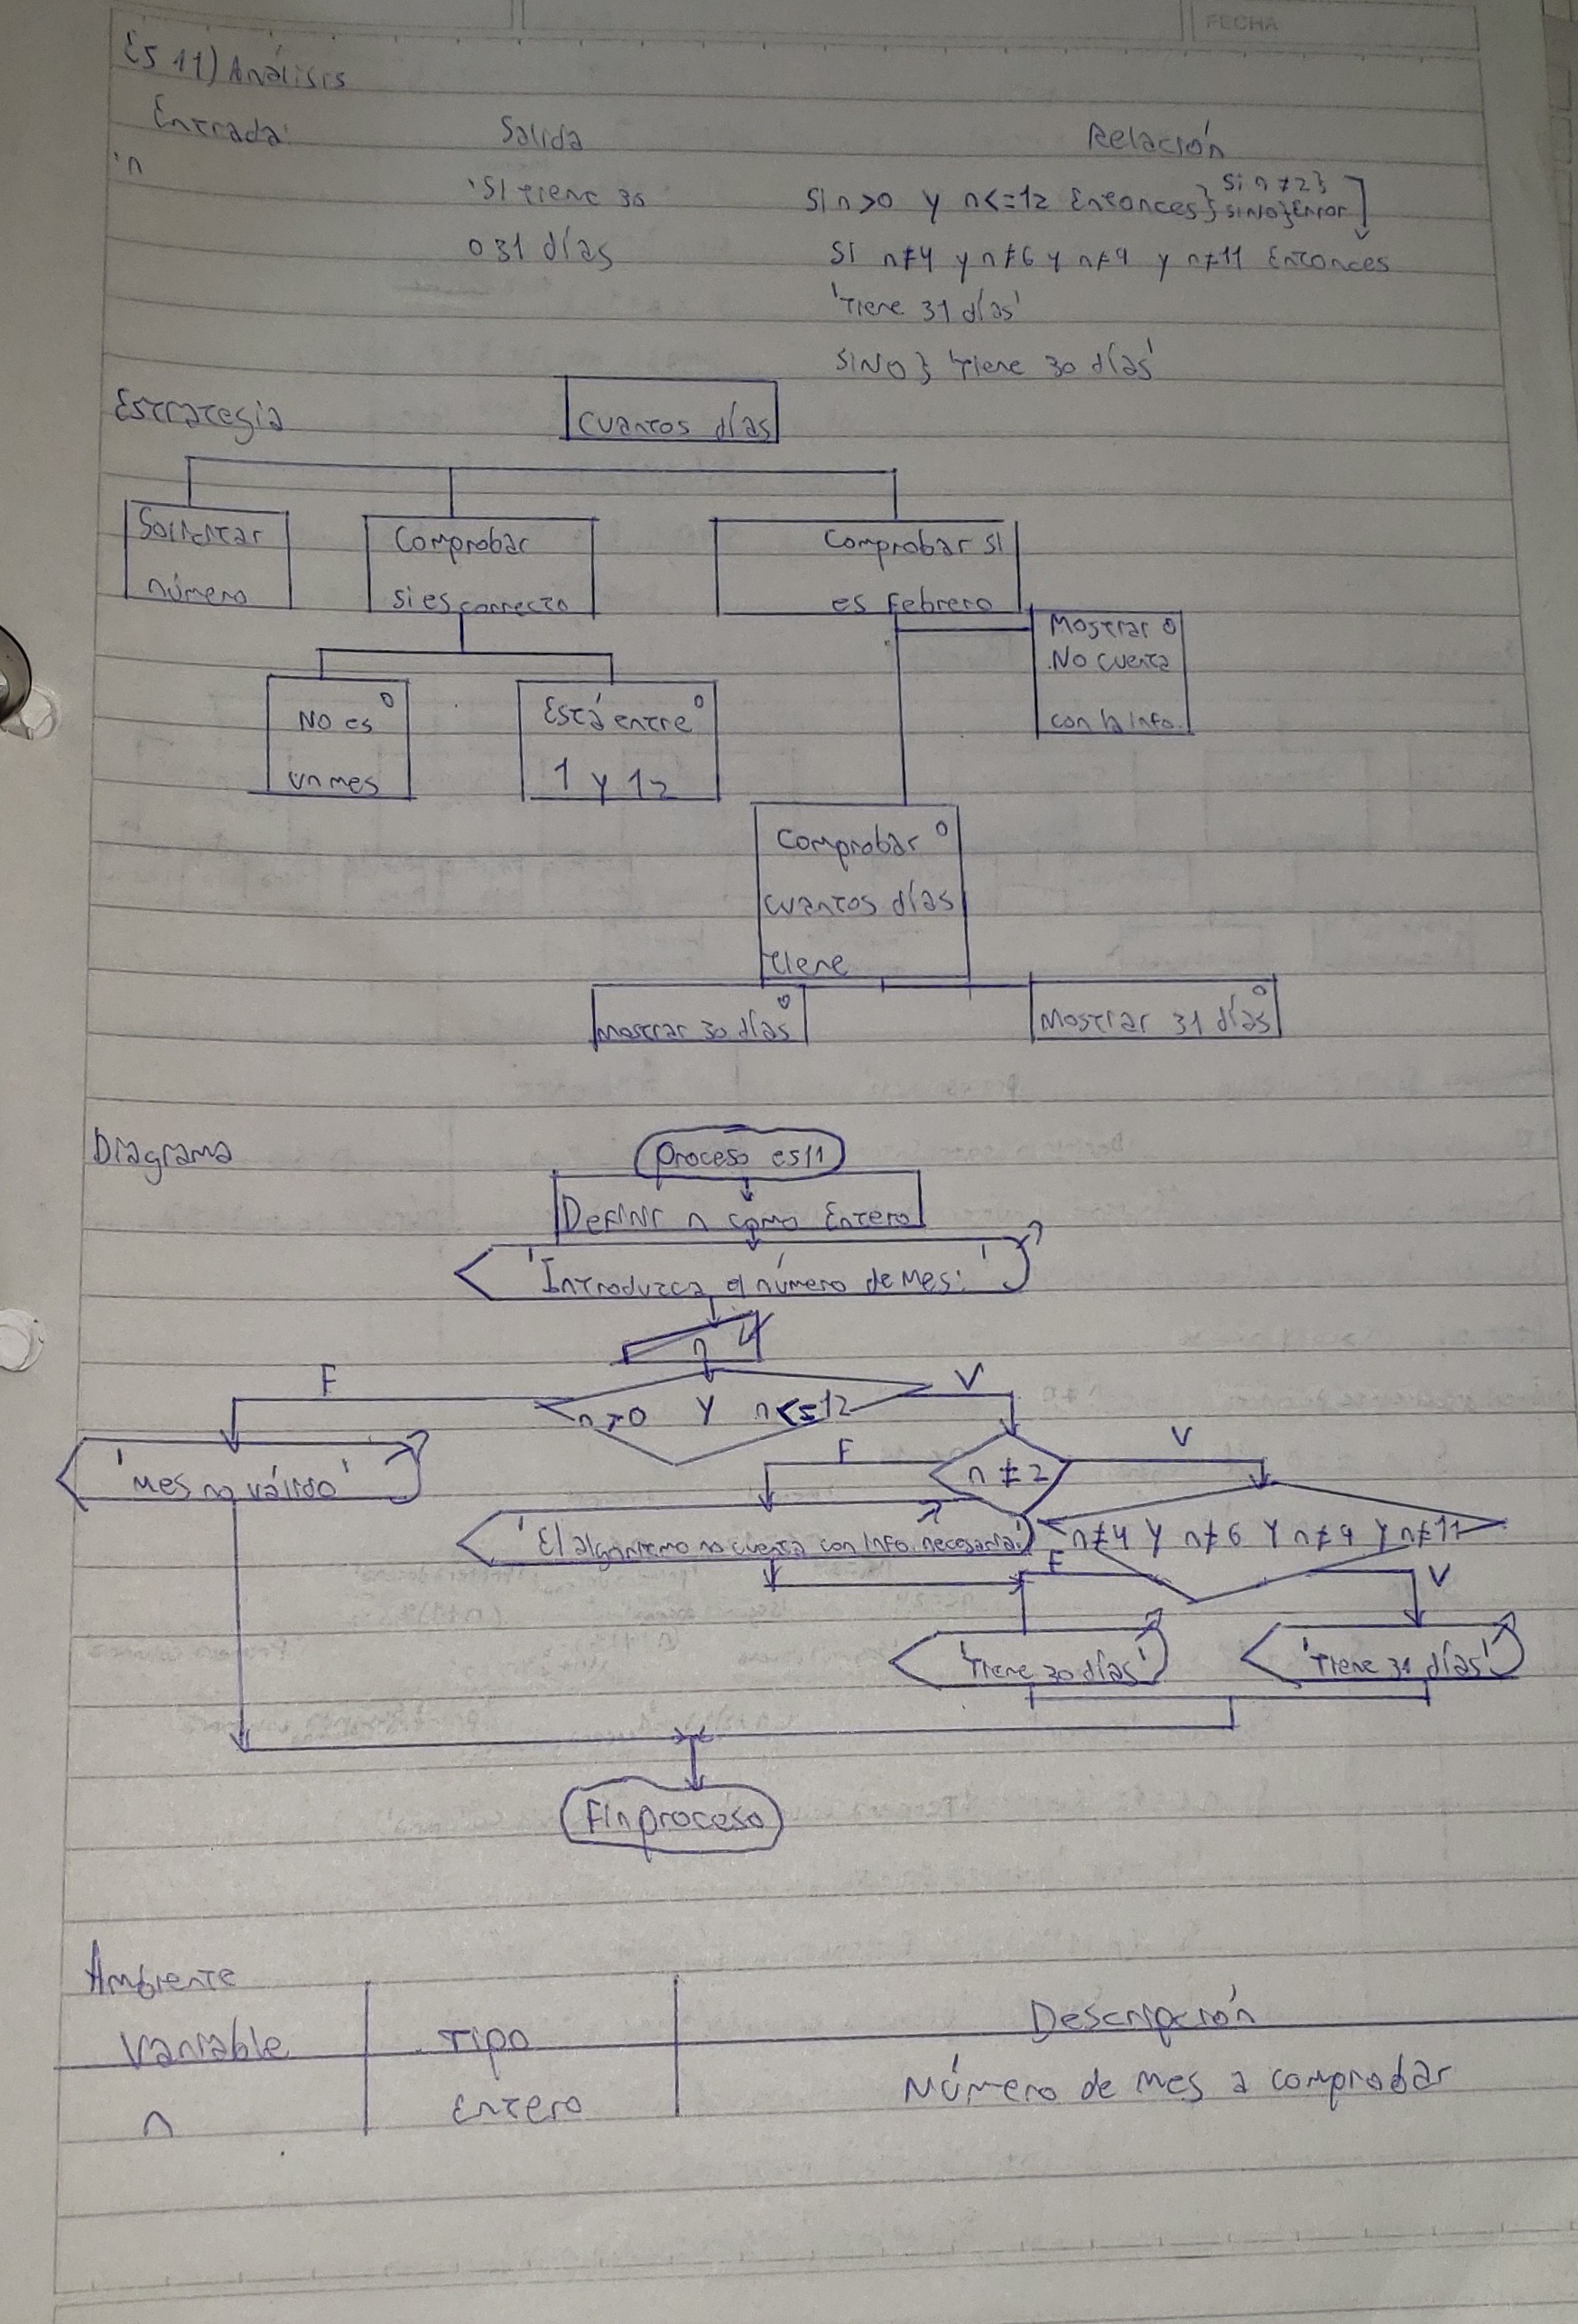 FECHA
Es 11) Análisis
Entrada: Salida Relación
'n
'Si tiene 30 Si n>0 y n<=12 Entonces} Si n≠2}
SiNo}Error
o 31 días Si n≠4 y n≠6 y n≠9 y n≠11 Entonces
'Tiene 31 días'
SiNo} 'Tiene 30 días'
Estrategia
Cuantos días
Solicitar
número
Comprobar
si es correcto
Comprobar si
es Febrero
Mostrar o
No cuenta
con la info.
No es o
un mes
Está entre o
1 y 12
Comprobar o
cuantos días
tiene
Mostrar 30 días o
Mostrar 31 días o
Diagrama
Proceso es11
Definir n como Entero
'Introduzca el número de mes: '
n
F n>0 Y n<=12 V
'Mes no válido'
F n≠2 V
'El algoritmo no cuenta con info. necesaria.'
n≠4 Y n≠6 Y n≠9 Y n≠11
F V
'Tiene 30 días' 'Tiene 31 días'
Finproceso
Ambiente
Variable Tipo Descripción
n Entero Número de mes a comprobar